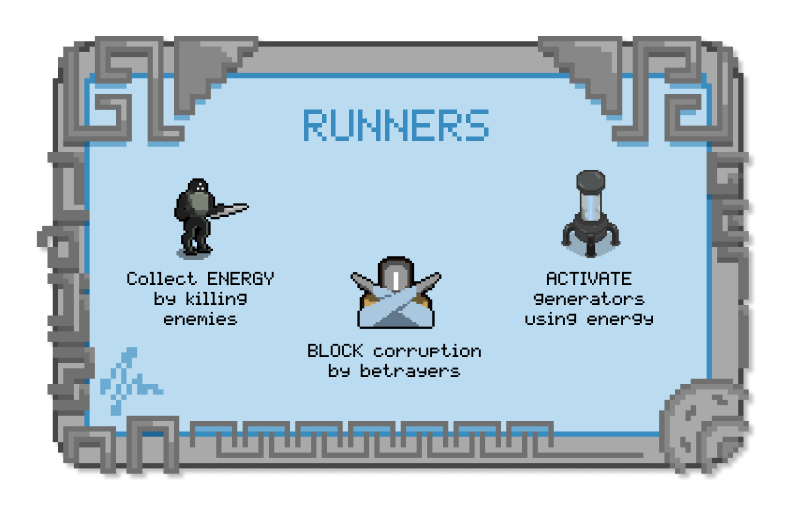 RUNNERS
Collect ENERGY
by killing
enemies
BLOCK corruption
by betrayers
ACTIVATE
generators
using energy